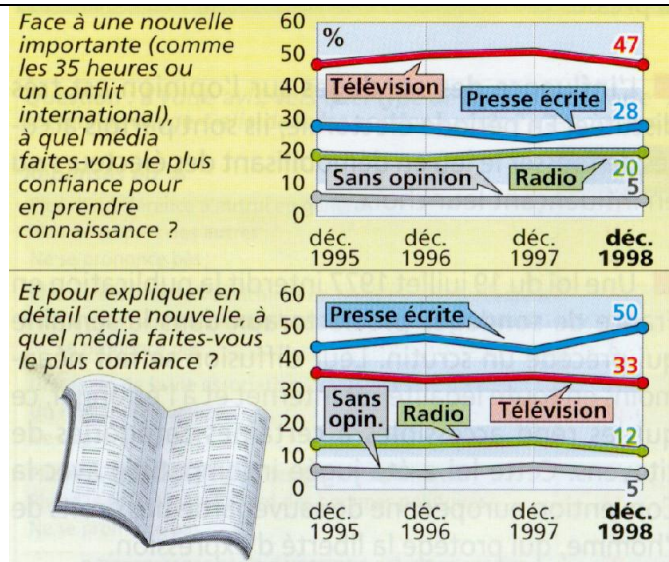 Face à une nouvelle
importante (comme
les 35 heures ou
un conflit
international),
à quel média
faites-vous le plus
confiance pour
en prendre
connaissance ?
60
50
40
30
20
10
0
%
47
Télévision
Presse écrite
28
Sans opinion
Radio
20
5
déc.
1995
déc.
1996
déc.
1997
déc.
1998
Et pour expliquer en
détail cette nouvelle, à
quel média faites-vous
le plus confiance ?
60
50
40
30
20
10
0
Presse écrite
50
33
Sans
opin.
Radio
Télévision
12
5
déc.
1995
déc.
1996
déc.
1997
déc.
1998